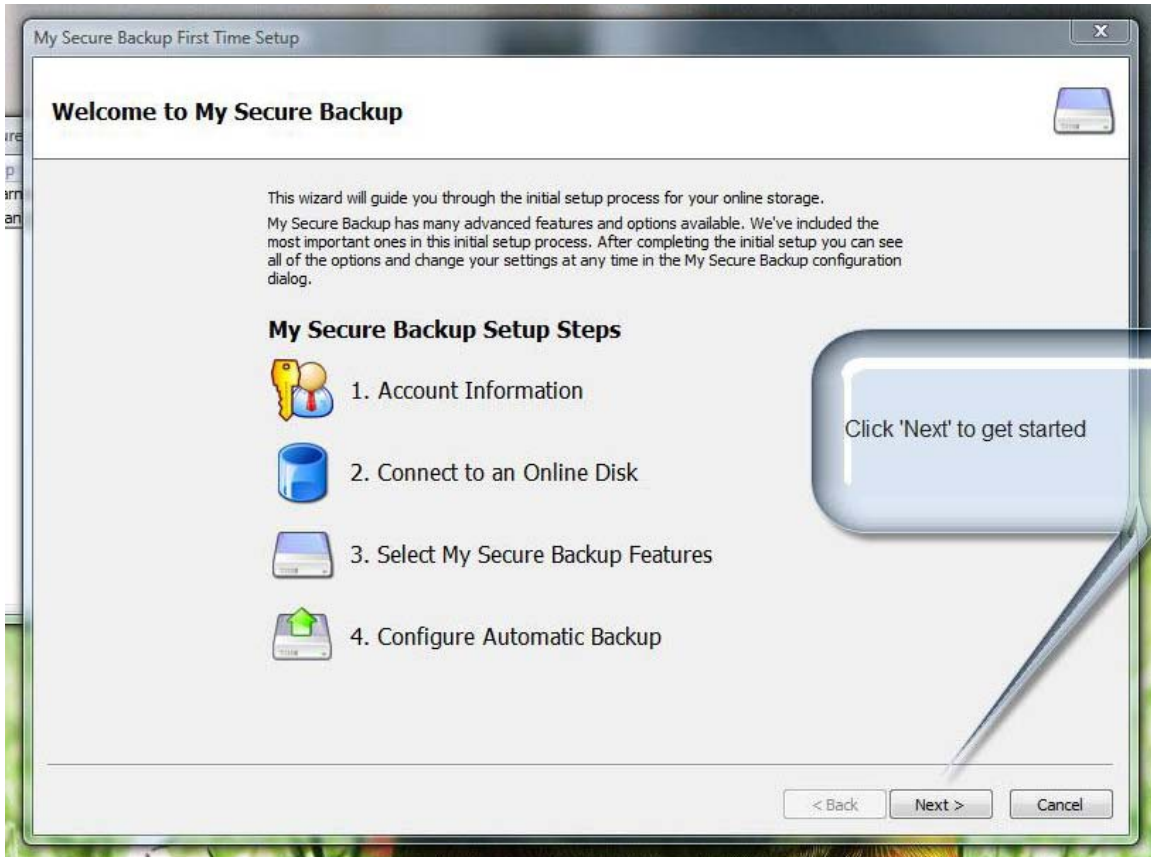 My Secure Backup First Time Setup
Welcome to My Secure Backup
This wizard will guide you through the initial setup process for your online storage.
My Secure Backup has many advanced features and options available. We've included the
most important ones in this initial setup process. After completing the initial setup you can see
all of the options and change your settings at any time in the My Secure Backup configuration
dialog.
My Secure Backup Setup Steps
1. Account Information
2. Connect to an Online Disk
3. Select My Secure Backup Features
4. Configure Automatic Backup
Click 'Next' to get started
< Back
Next >
Cancel